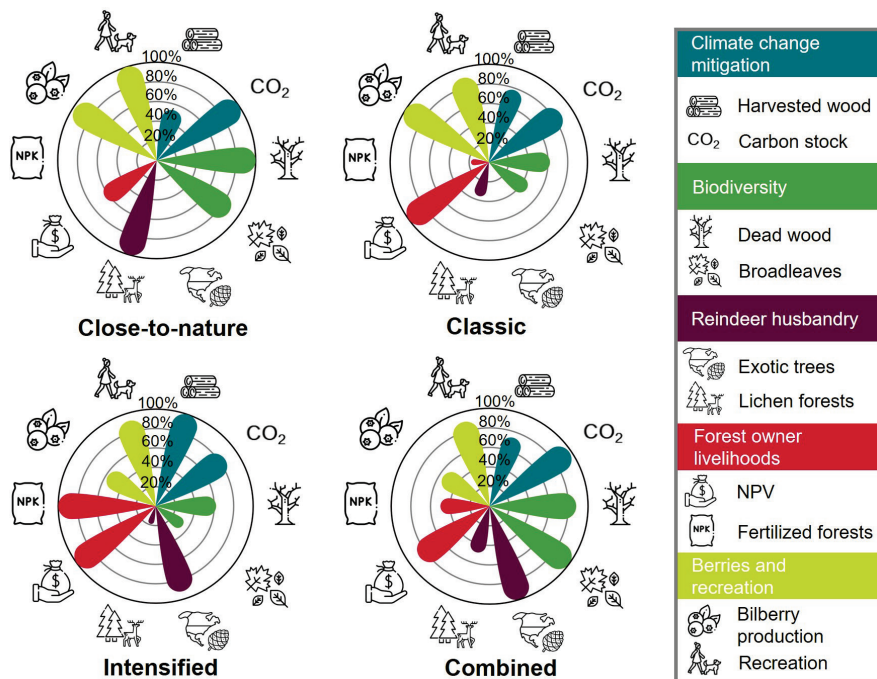 100%
80%
60%
40%
20%
CO2
NPK
$
Close-to-nature
100%
80%
60%
40%
20%
CO2
NPK
$
Classic
100%
80%
60%
40%
20%
CO2
NPK
$
Intensified
100%
80%
60%
40%
20%
CO2
NPK
$
Combined
Climate change
mitigation
Harvested wood
CO2 Carbon stock
Biodiversity
Dead wood
Broadleaves
Reindeer husbandry
Exotic trees
Lichen forests
Forest owner
livelihoods
$ NPV
NPK Fertilized forests
Berries and
recreation
Bilberry
production
Recreation